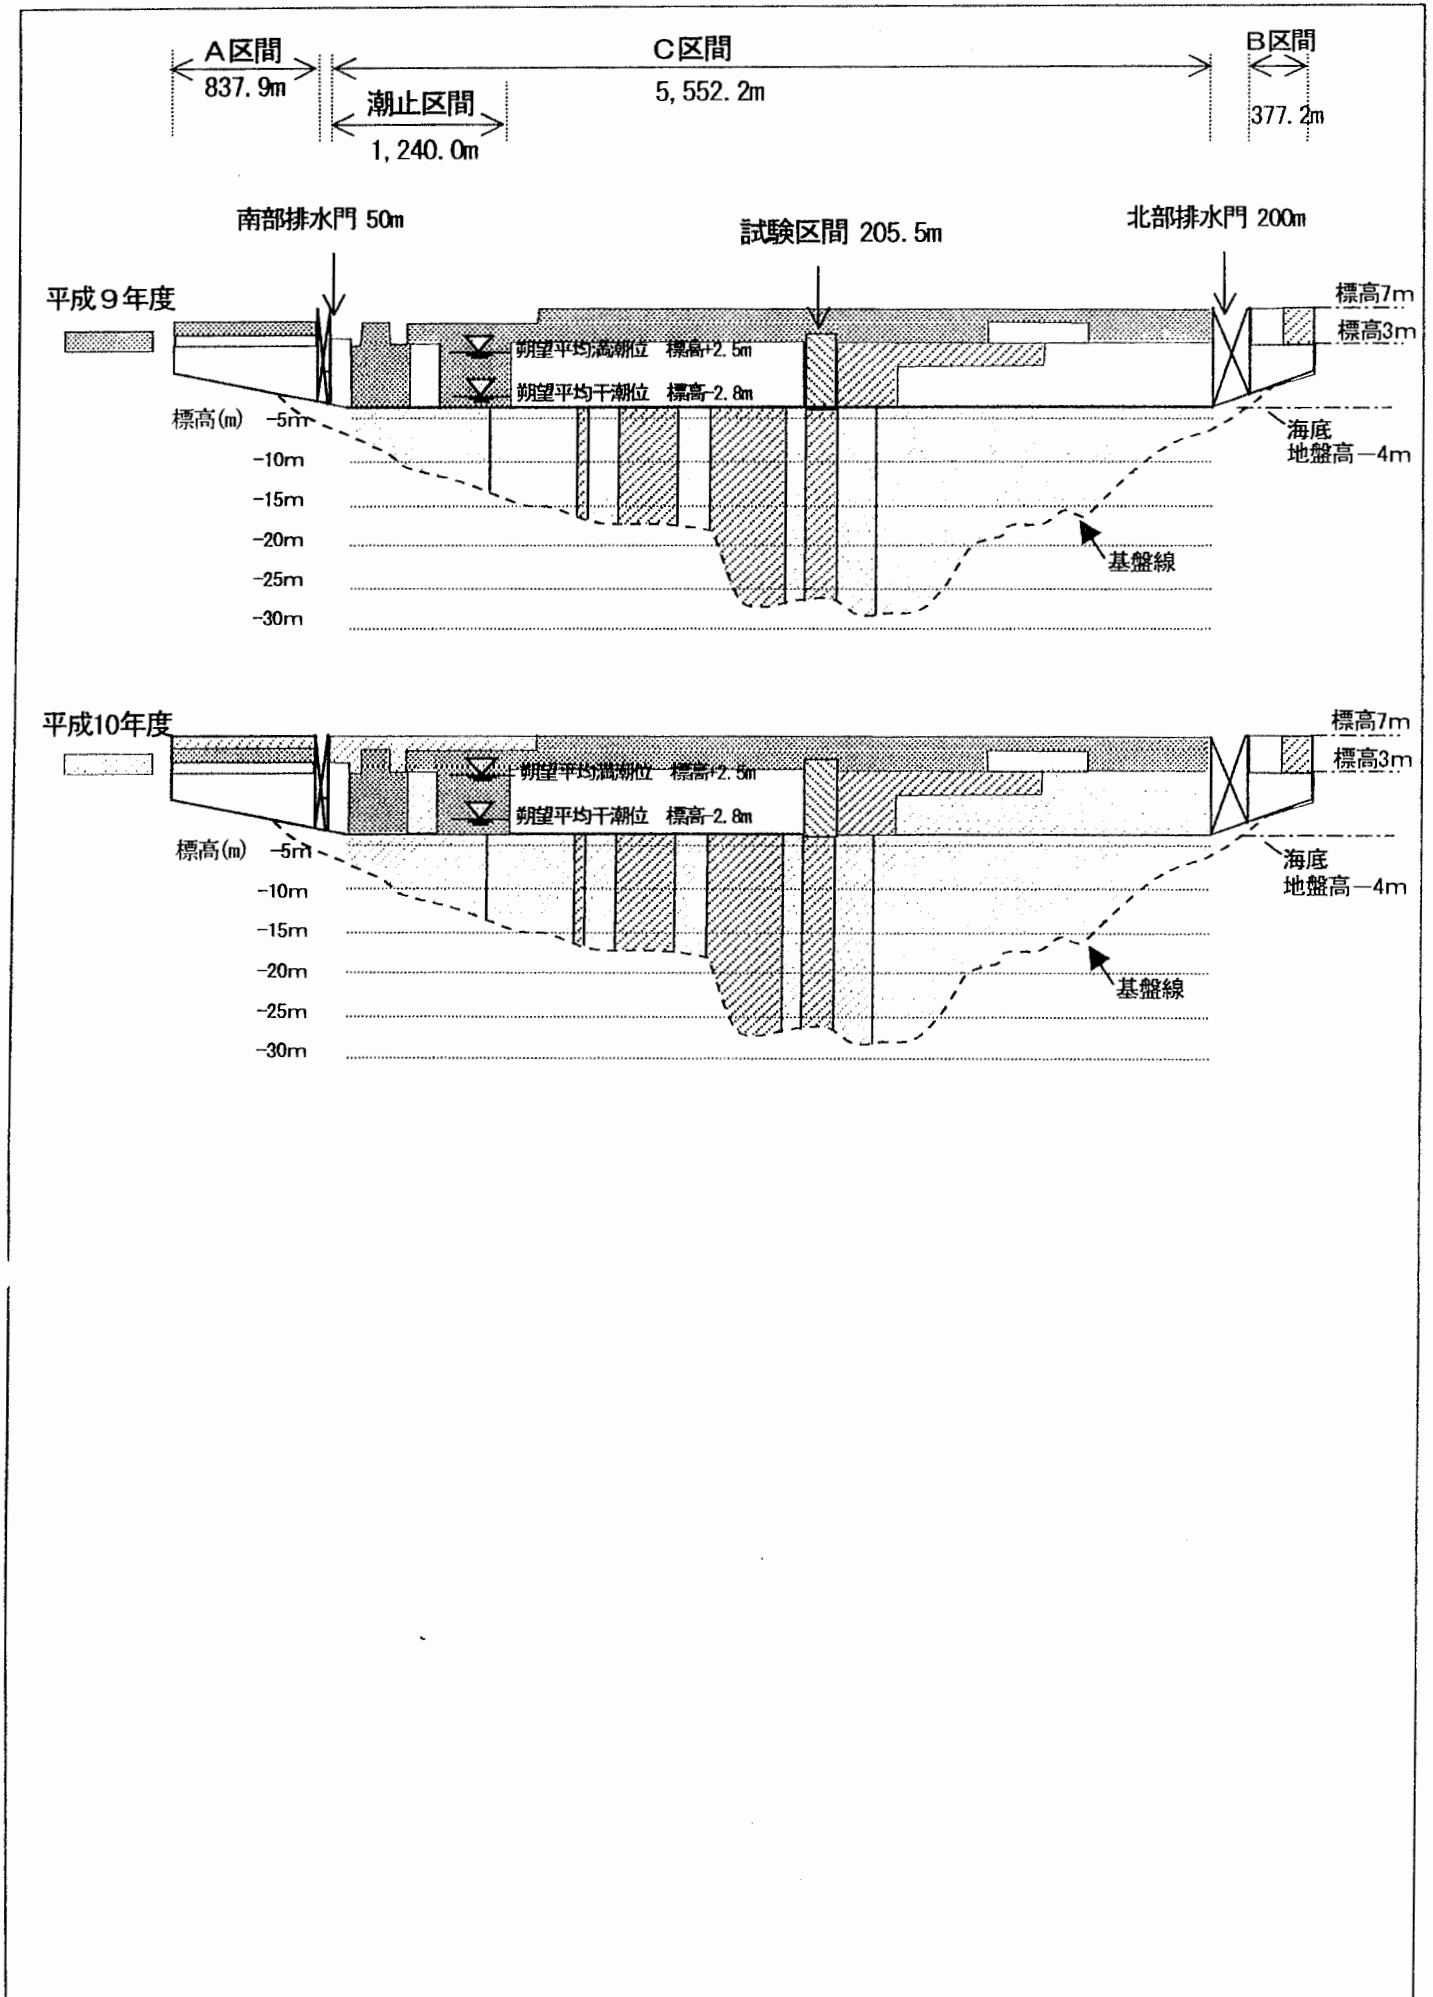 A区間
837.9m
C区間
5,552.2m
B区間
377.2m
潮止区間
1,240.0m
南部排水門 50m
試験区間 205.5m
北部排水門 200m
平成9年度
標高7m
標高3m
朔望平均満潮位 標高+2.5m
朔望平均干潮位 標高-2.8m
標高(m) -5m
-10m
-15m
-20m
-25m
-30m
海底
地盤高-4m
基盤線
平成10年度
標高7m
標高3m
朔望平均満潮位 標高+2.5m
朔望平均干潮位 標高-2.8m
標高(m) -5m
-10m
-15m
-20m
-25m
-30m
海底
地盤高-4m
基盤線